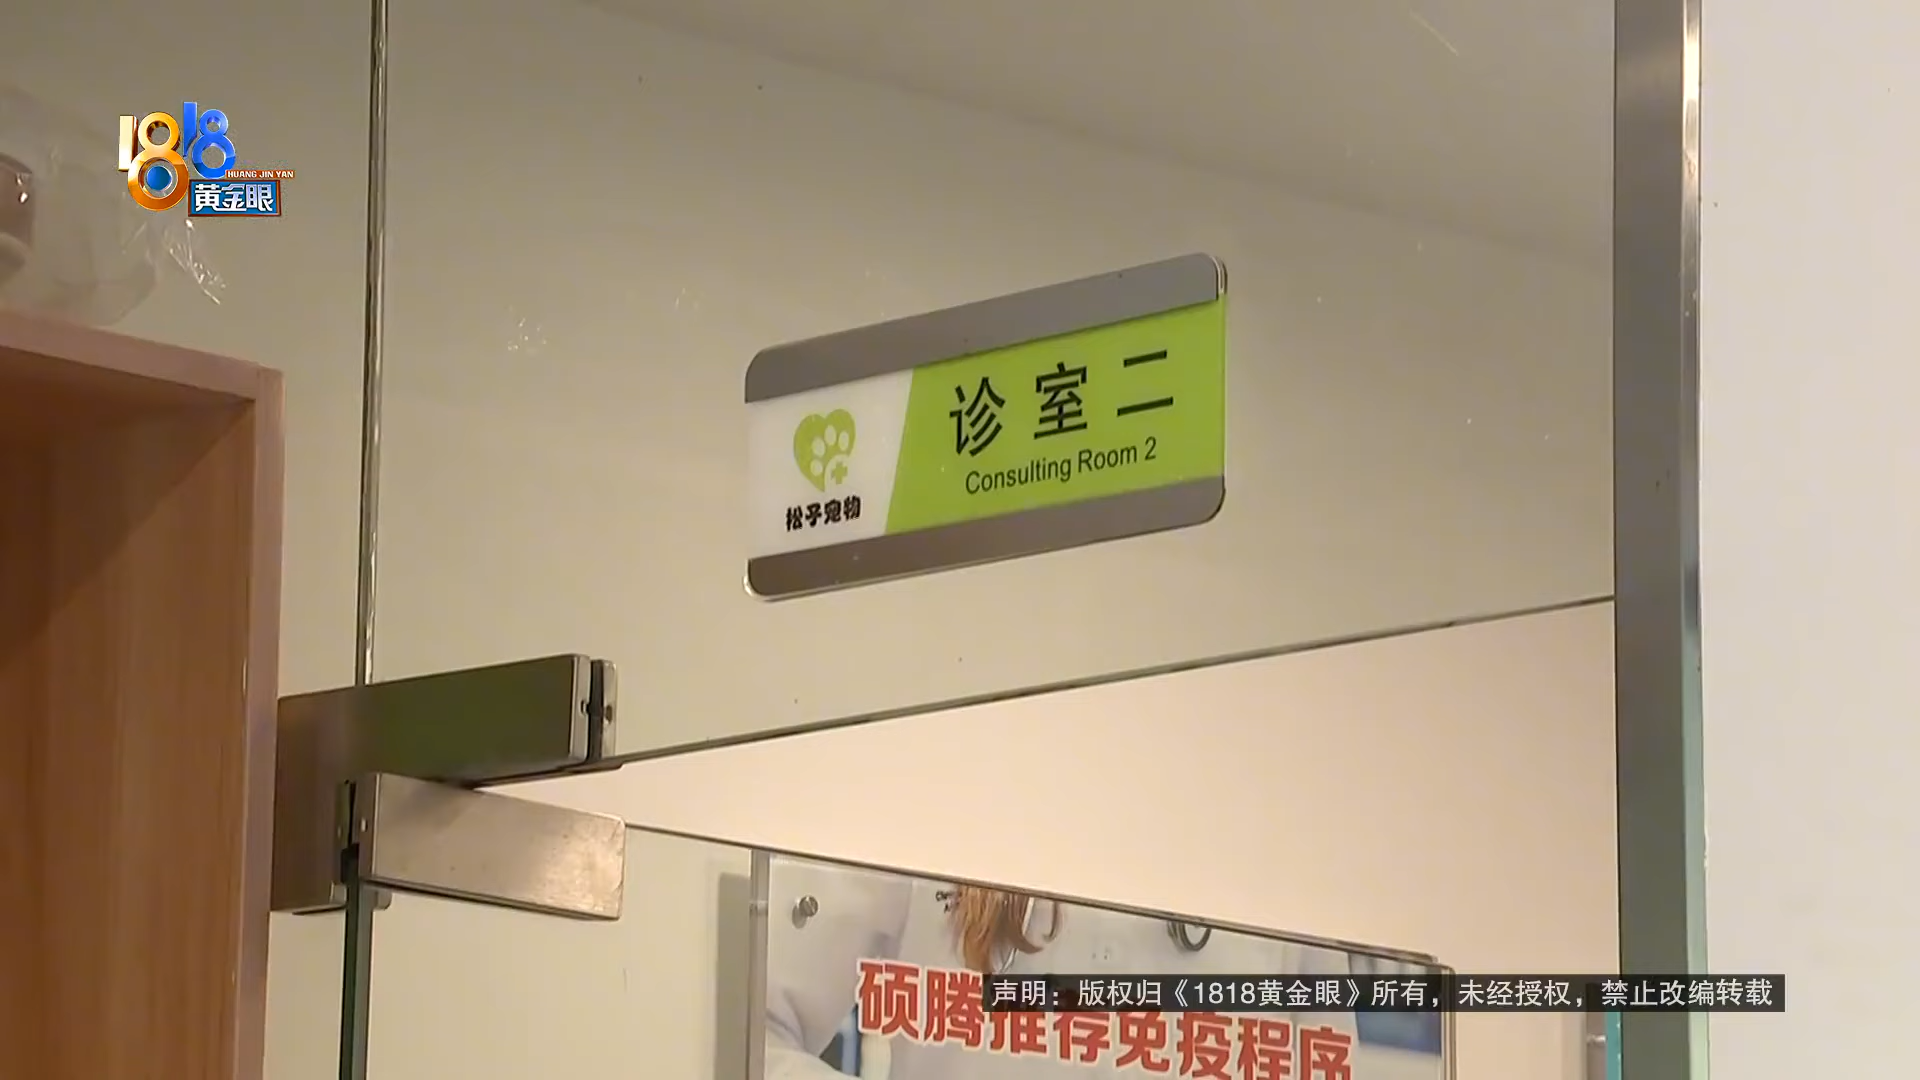 1818
HUANG JIN YAN
黄金眼
诊室二
Consulting Room 2
松子宠物
硕腾推荐免疫程序
声明：版权归《1818黄金眼》所有，未经授权，禁止改编转载